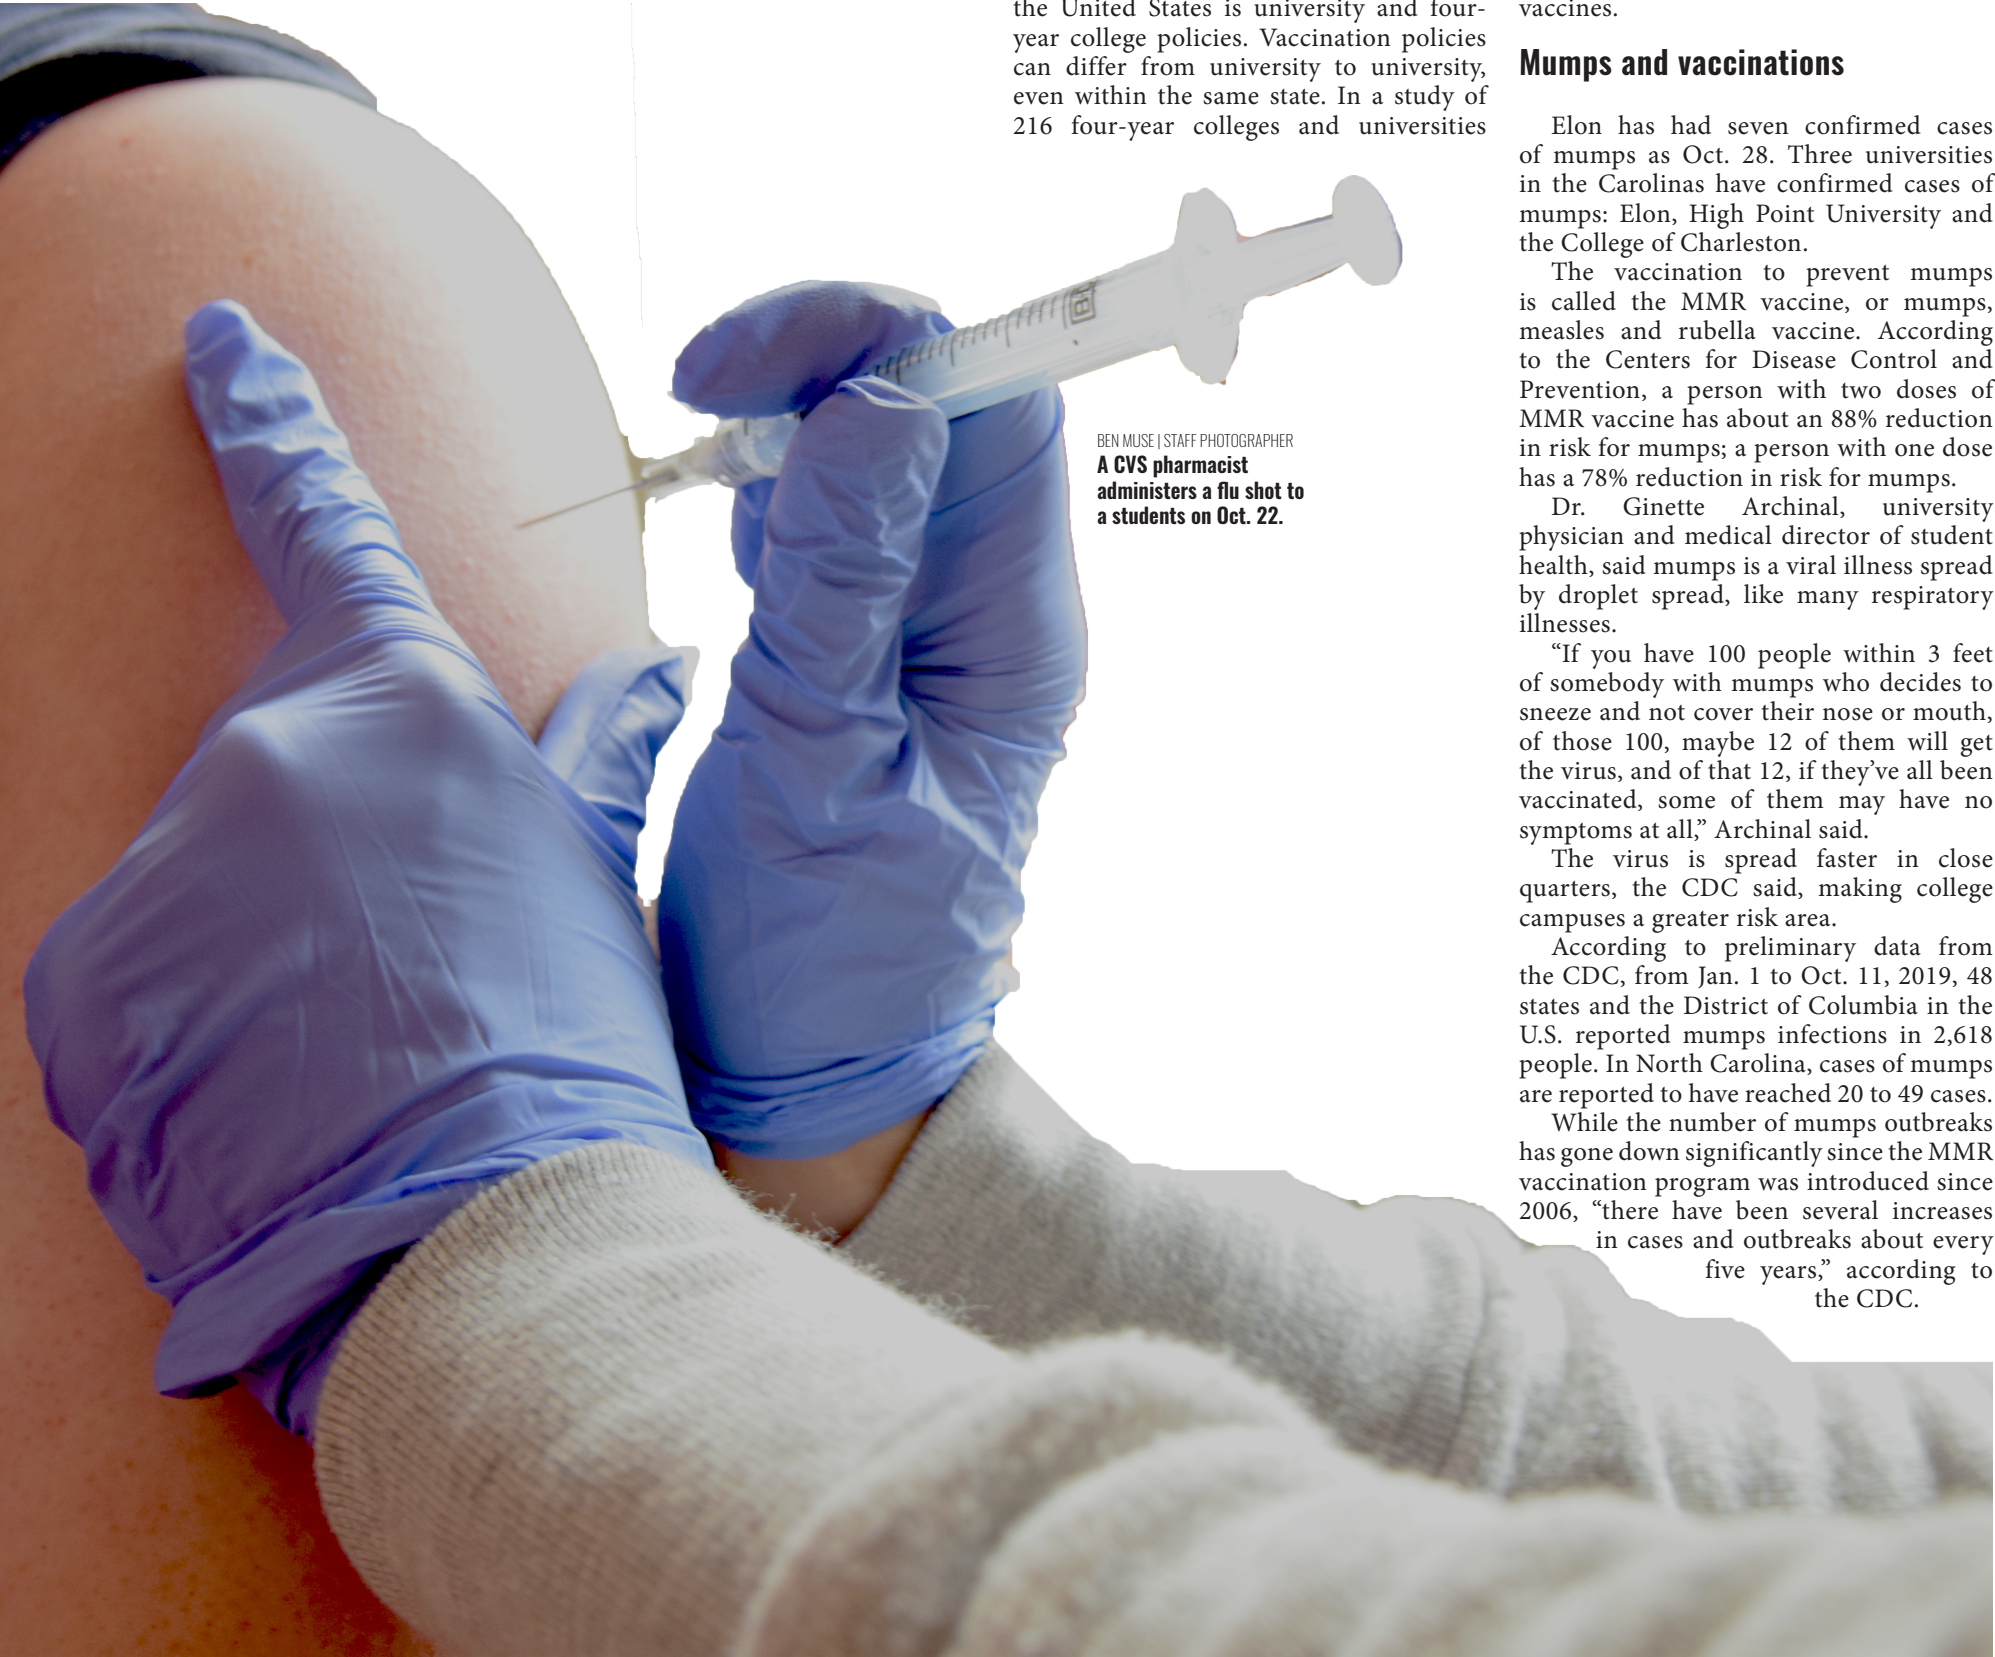 the United States is university and four-
year college policies. Vaccination policies
can differ from university to university,
even within the same state. In a study of
216 four-year colleges and universities
BEN MUSE | STAFF PHOTOGRAPHER
A CVS pharmacist
administers a flu shot to
a students on Oct. 22.
vaccines.
Mumps and vaccinations
Elon has had seven confirmed cases
of mumps as Oct. 28. Three universities
in the Carolinas have confirmed cases of
mumps: Elon, High Point University and
the College of Charleston.
The vaccination to prevent mumps
is called the MMR vaccine, or mumps,
measles and rubella vaccine. According
to the Centers for Disease Control and
Prevention, a person with two doses of
MMR vaccine has about an 88% reduction
in risk for mumps; a person with one dose
has a 78% reduction in risk for mumps.
Dr. Ginette Archinal, university
physician and medical director of student
health, said mumps is a viral illness spread
by droplet spread, like many respiratory
illnesses.
“If you have 100 people within 3 feet
of somebody with mumps who decides to
sneeze and not cover their nose or mouth,
of those 100, maybe 12 of them will get
the virus, and of that 12, if they’ve all been
vaccinated, some of them may have no
symptoms at all,” Archinal said.
The virus is spread faster in close
quarters, the CDC said, making college
campuses a greater risk area.
According to preliminary data from
the CDC, from Jan. 1 to Oct. 11, 2019, 48
states and the District of Columbia in the
U.S. reported mumps infections in 2,618
people. In North Carolina, cases of mumps
are reported to have reached 20 to 49 cases.
While the number of mumps outbreaks
has gone down significantly since the MMR
vaccination program was introduced since
2006, “there have been several increases
in cases and outbreaks about every
five years,” according to
the CDC.